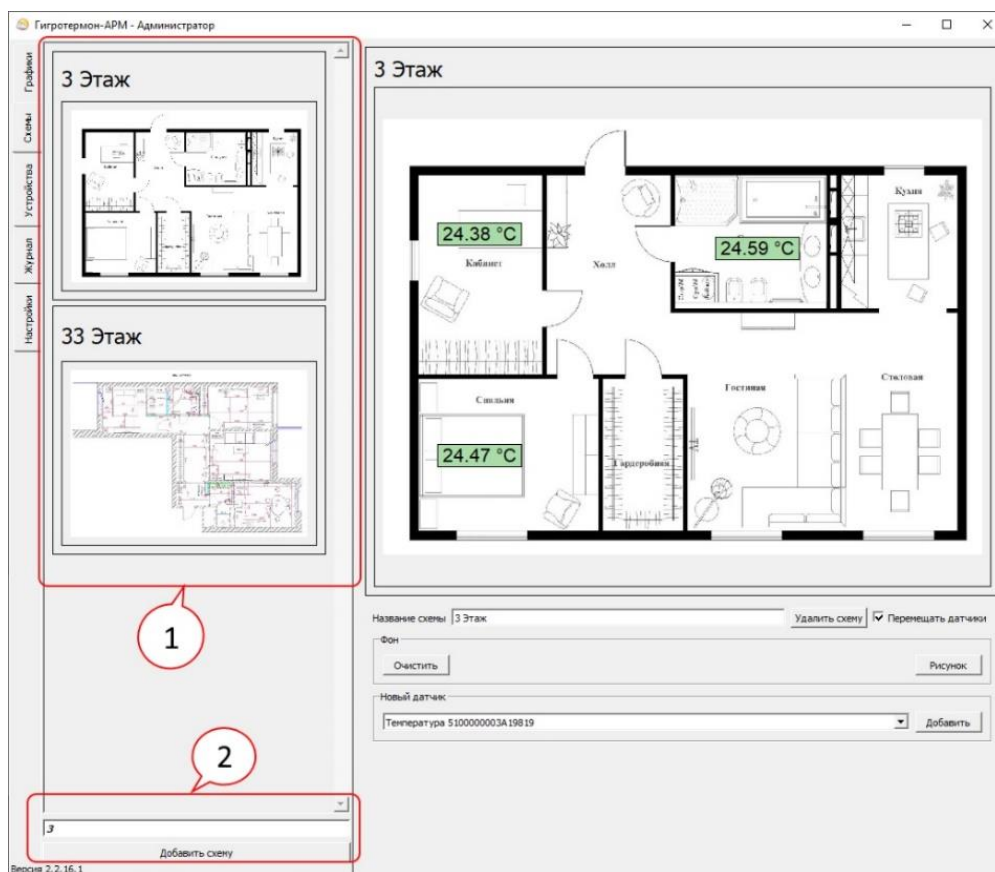 Гигротермон-АРМ - Администратор
Графики
Схемы
Устройства
Журнал
Настройки
3 Этаж
33 Этаж
1
2
3
Добавить схему
Версия 2.2.16.1
3 Этаж
24.38 °C
Кабинет
Холл
24.59 °C
Кухня
Спальня
24.47 °C
Гардеробная
Гостиная
TV
Столовая
Название схемы 3 Этаж Удалить схему Перемещать датчики
Фон
Очистить Рисунок
Новый датчик
Температура 5100000003A19819 Добавить